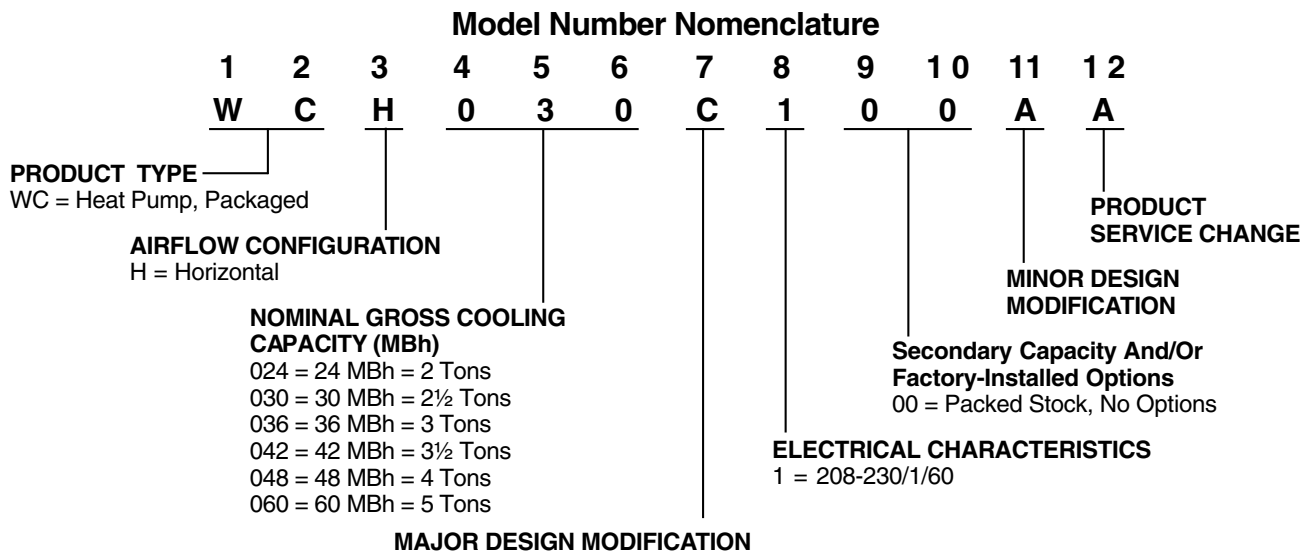 Model Number Nomenclature
1 2 3 4 5 6 7 8 9 1 0 11 1 2
W C H 0 3 0 C 1 0 0 A A
PRODUCT TYPE
WC = Heat Pump, Packaged
AIRFLOW CONFIGURATION
H = Horizontal
NOMINAL GROSS COOLING
CAPACITY (MBh)
024 = 24 MBh = 2 Tons
030 = 30 MBh = 2½ Tons
036 = 36 MBh = 3 Tons
042 = 42 MBh = 3½ Tons
048 = 48 MBh = 4 Tons
060 = 60 MBh = 5 Tons
MAJOR DESIGN MODIFICATION
ELECTRICAL CHARACTERISTICS
1 = 208-230/1/60
Secondary Capacity And/Or
Factory-Installed Options
00 = Packed Stock, No Options
MINOR DESIGN
MODIFICATION
PRODUCT
SERVICE CHANGE